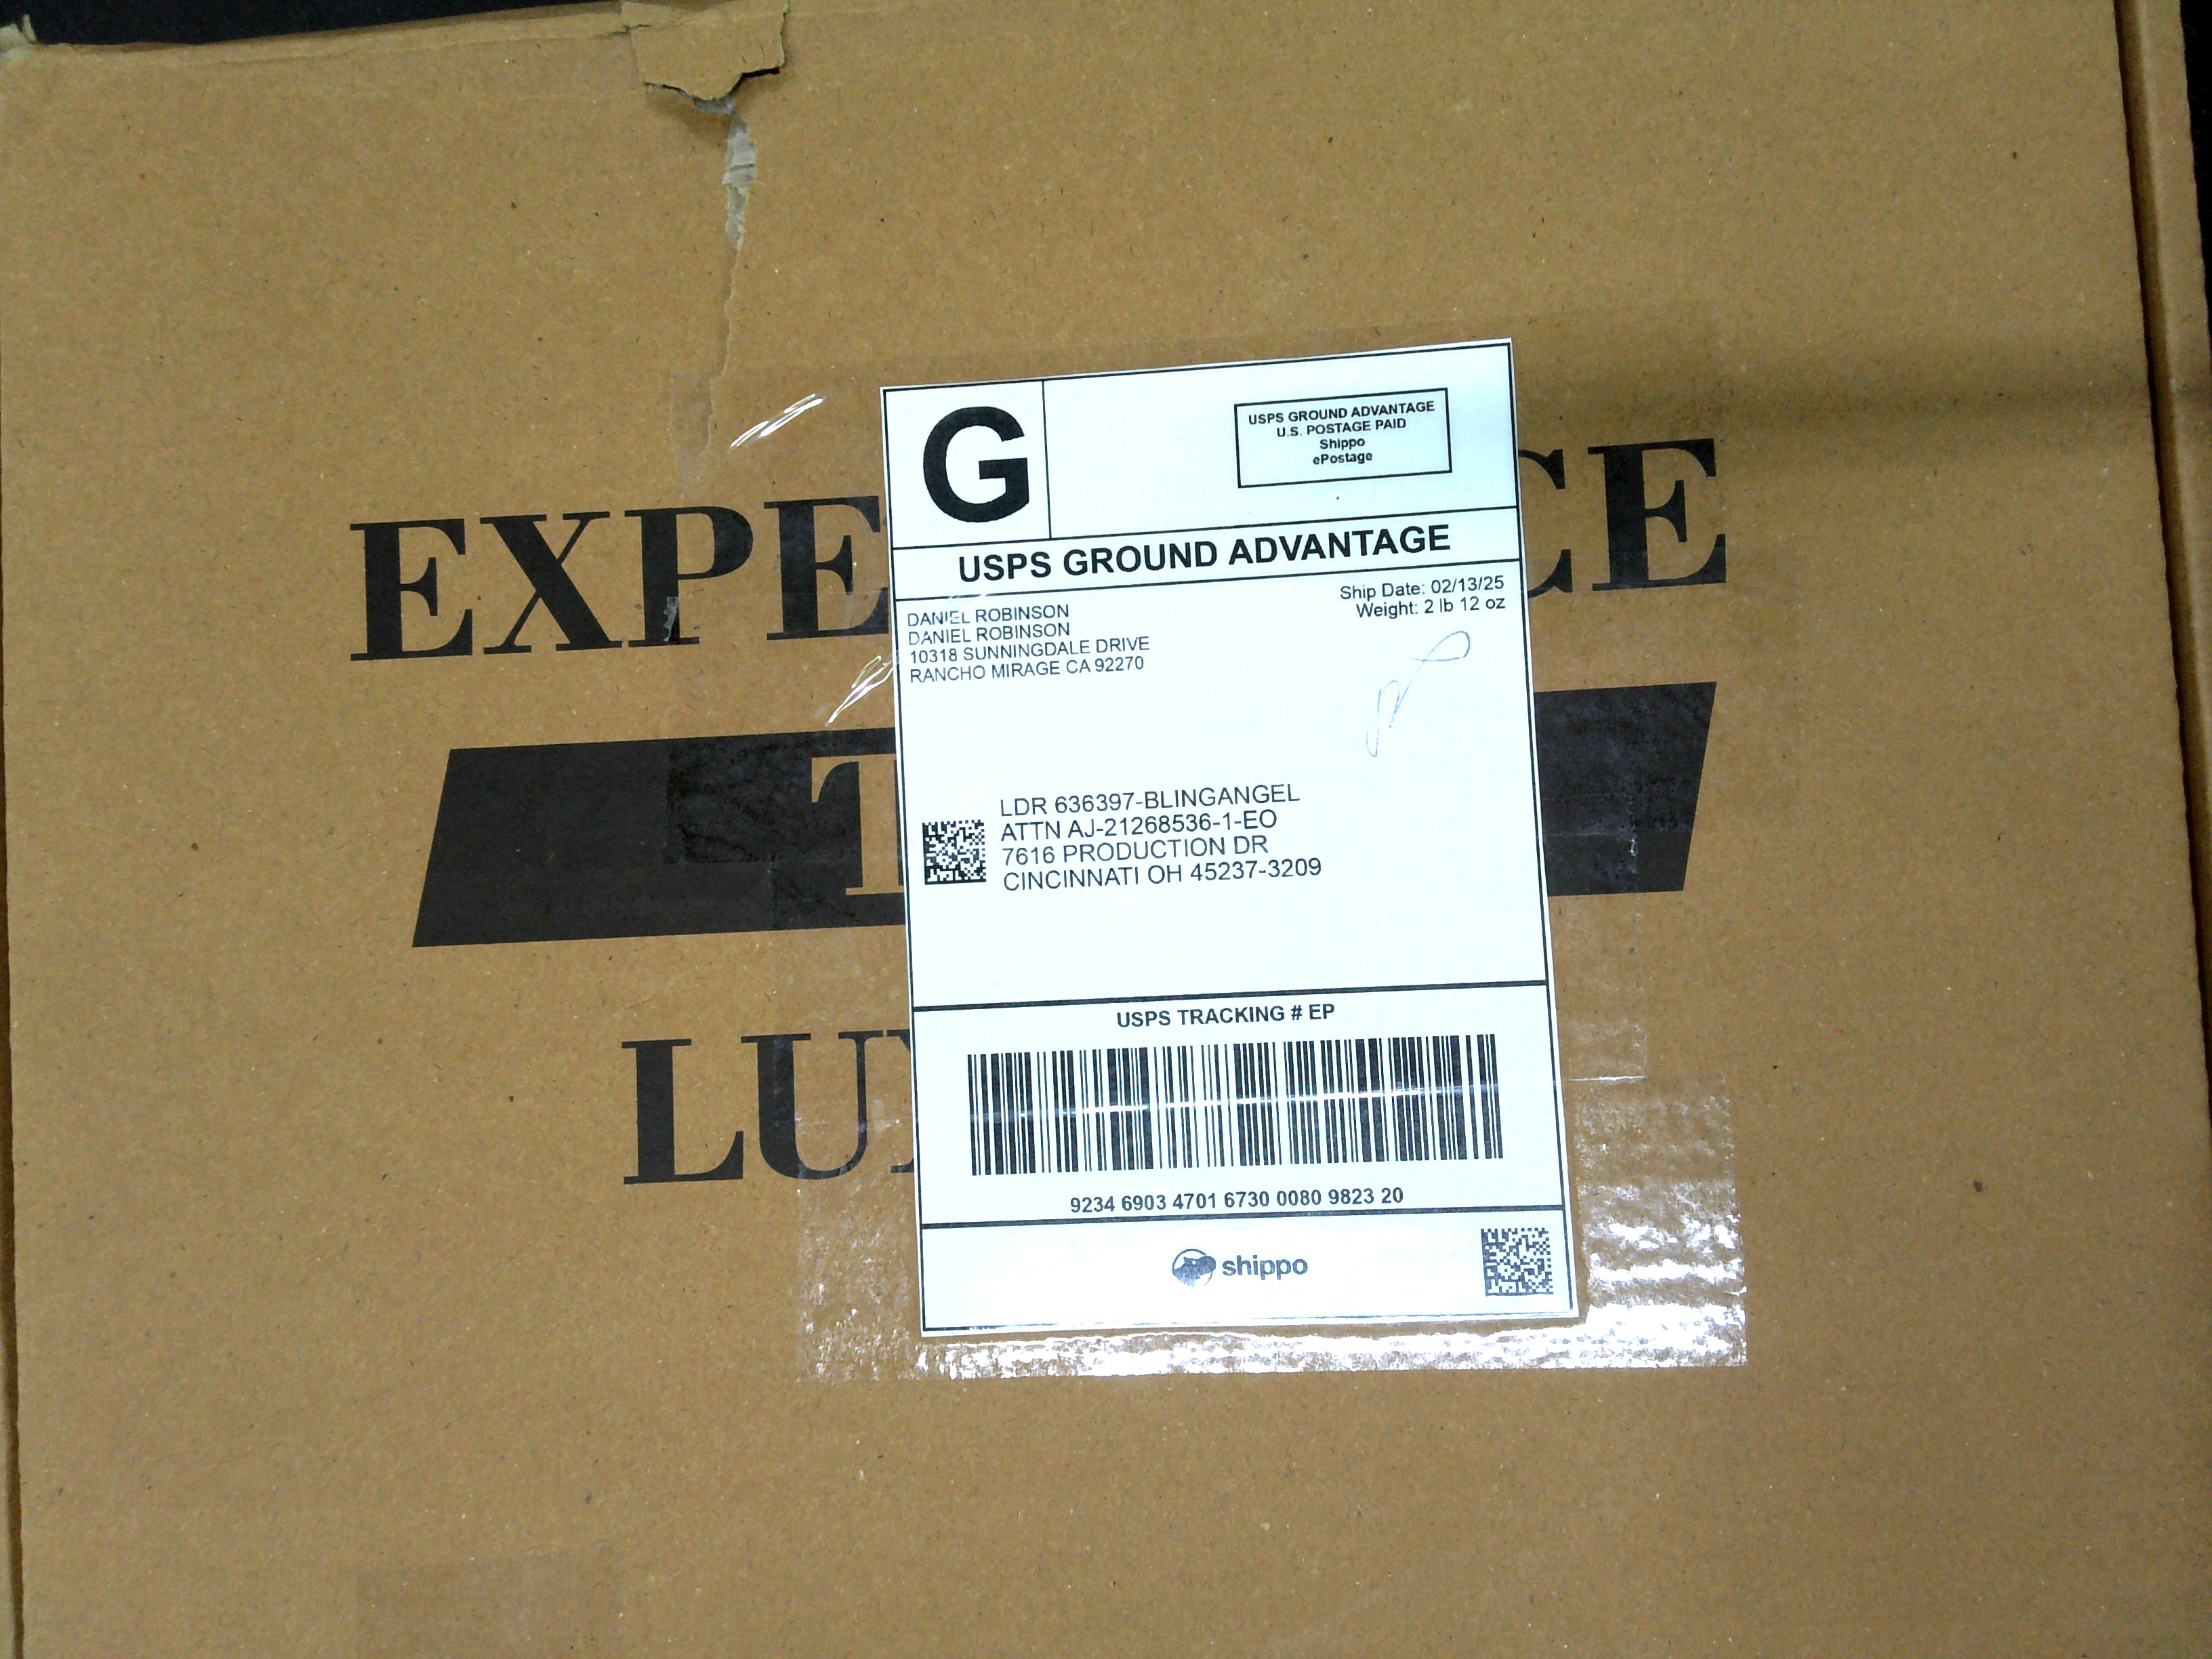 G
USPS GROUND ADVANTAGE
U.S. POSTAGE PAID
Shippo
ePostage
USPS GROUND ADVANTAGE
Ship Date: 02/13/25
Weight: 2 lb 12 oz
DANIEL ROBINSON
DANIEL ROBINSON
10318 SUNNINGDALE DRIVE
RANCHO MIRAGE CA 92270
LDR 636397-BLINGANGEL
ATTN AJ-21268536-1-EO
7616 PRODUCTION DR
CINCINNATI OH 45237-3209
USPS TRACKING # EP
9234 6903 4701 6730 0080 9823 20
shippo